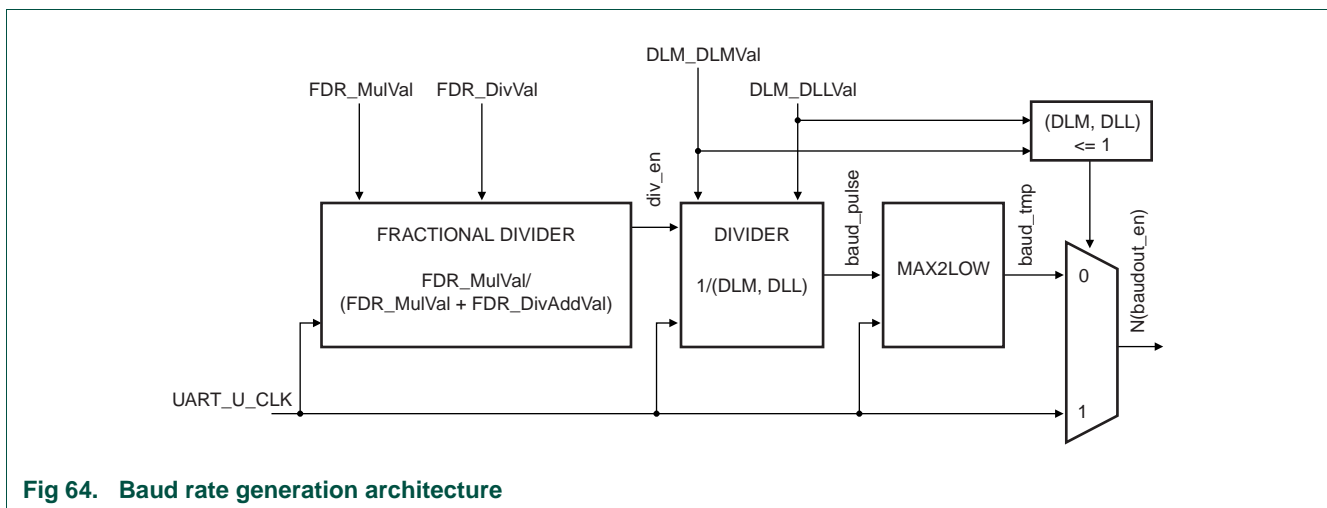 DLM_DLMVal
FDR_MulVal FDR_DivVal DLM_DLLVal
(DLM, DLL)
<= 1
div_en
baud_pulse
baud_tmp
N(baudout_en)
FRACTIONAL DIVIDER
FDR_MulVal/
(FDR_MulVal + FDR_DivAddVal)
DIVIDER
1/(DLM, DLL)
MAX2LOW
0
UART_U_CLK
1
Fig 64. Baud rate generation architecture